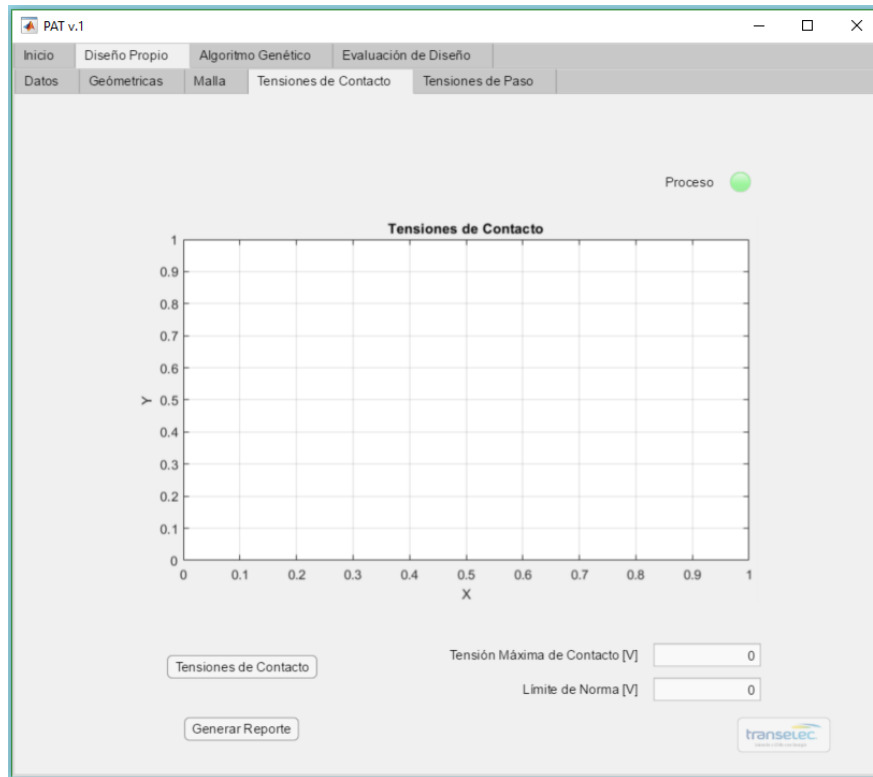 PAT v.1
Inicio Diseño Propio Algoritmo Genético Evaluación de Diseño
Datos Geómetricas Malla Tensiones de Contacto Tensiones de Paso
Proceso
Tensiones de Contacto
1
0.9
0.8
0.7
0.6
Y 0.5
0.4
0.3
0.2
0.1
0
0 0.1 0.2 0.3 0.4 0.5 0.6 0.7 0.8 0.9 1
X
Tensiones de Contacto
Tensión Máxima de Contacto [V] 0
Límite de Norma [V] 0
Generar Reporte
transelec